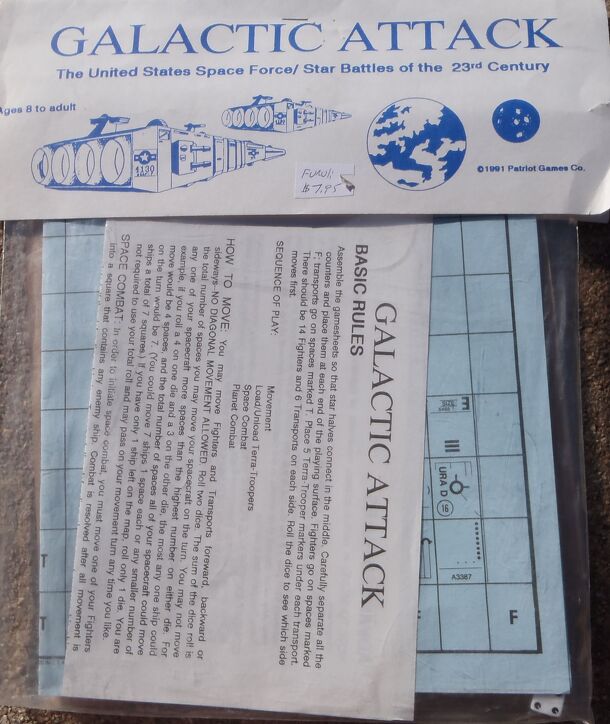 GALACTIC ATTACK
The United States Space Force/ Star Battles of the 23rd Century
Ages 8 to adult
4130
©1991 Patriot Games Co.
$7.95
GALACTIC ATTACK
BASIC RULES
Assemble the gamesheets so that star halves connect in the middle. Carefully separate all the
counters and place them at each end of the playing surface. Fighters go on spaces marked
F; transports go on spaces marked T. Place 5 Terra-Trooper markers under each transport.
There should be 14 Fighters and 6 Transports on each side. Roll the dice to see which side
moves first.
SEQUENCE OF PLAY:
Movement
Load/Unload Terra-Troopers
Space Combat
Planet Combat
HOW TO MOVE: You may move Fighters and Transports foreward, backward or
sideways--NO DIAGONAL MOVEMENT ALLOWED. Roll two dice. The sum of the dice roll is
the total number of spaces you may move your spacecraft on the turn. You may not move
any one of your spacecraft more spaces than the highest number on either die. For
example, if you roll a 4 on one die and a 3 on the other die, the most any one ship could
move would be 4 spaces, and the total number of spaces all of your spacecraft could move
on the turn would be 7. (You could move 7 ships 1 space each or any smaller number of
ships a total of 7 squares.) If you have only 1 ship left on the map, roll only 1 die. You are
not required to use your total roll and may pass on your movement turn any time you like.
SPACE COMBAT: In order to initiate space combat, you must move one of your Fighters
into a square that contains any enemy ship. Combat is resolved after all movement is
E
SIZE
III
URA D
16
A3387
F
T
T